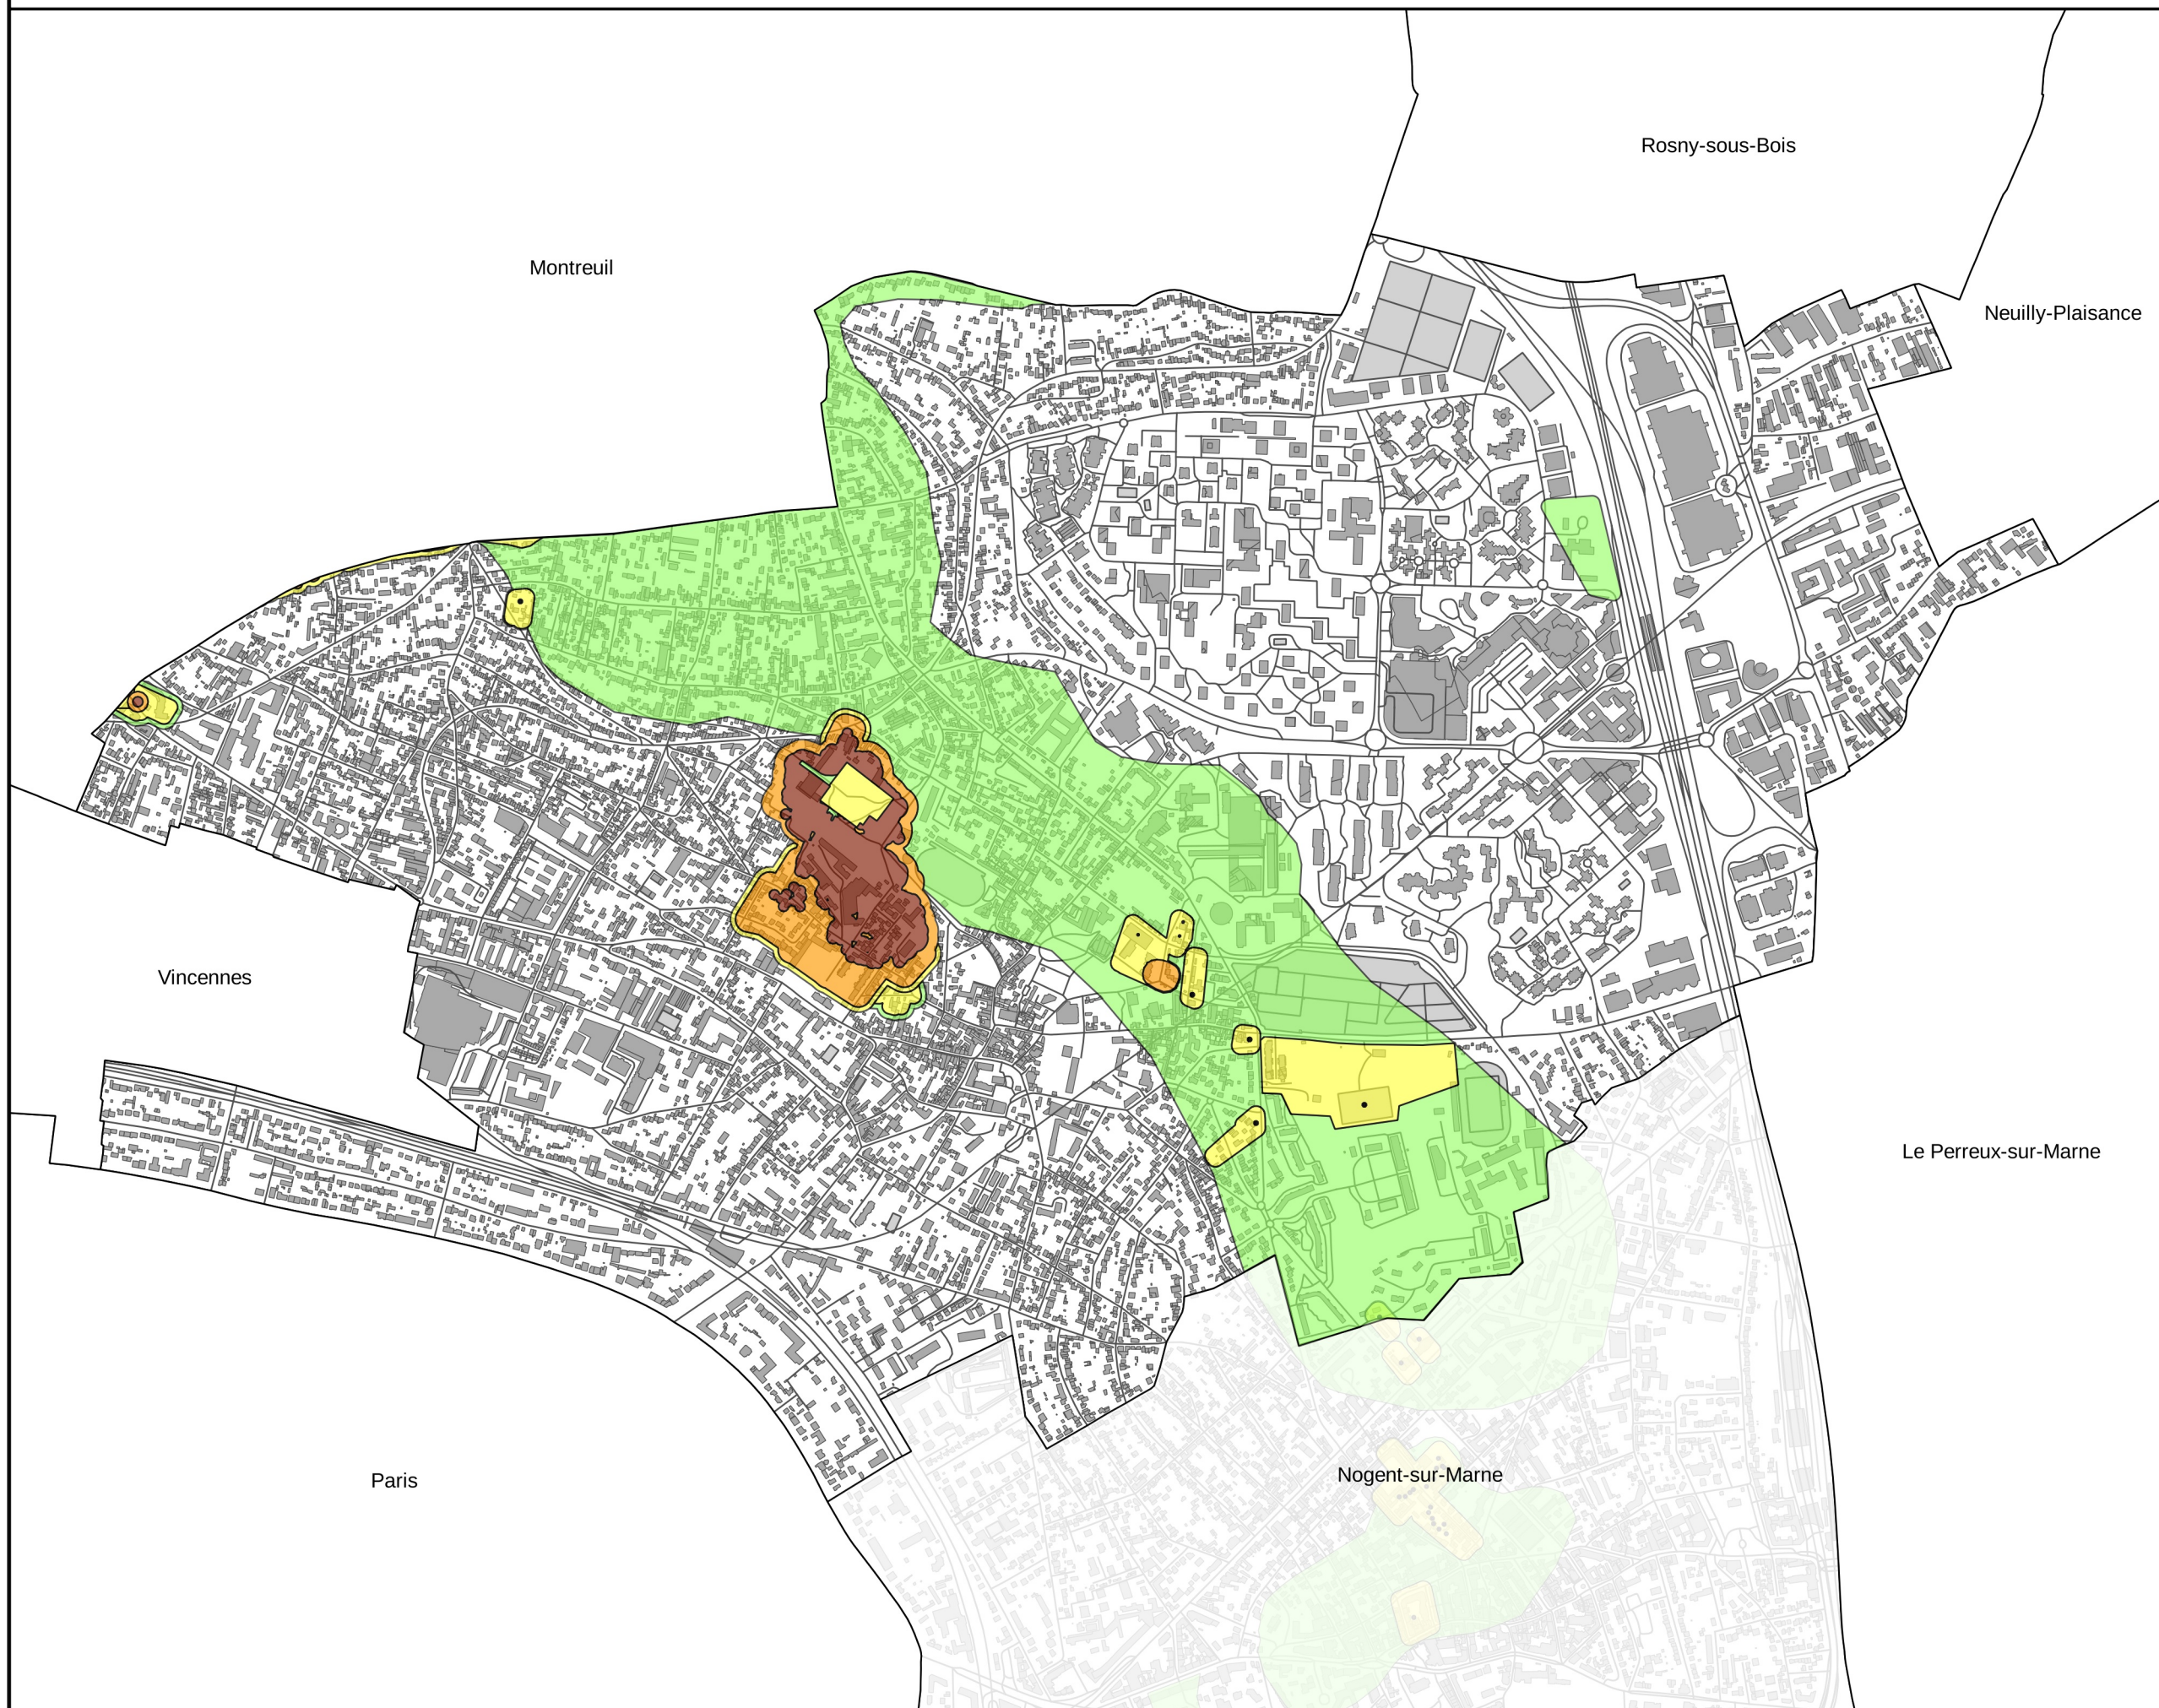 Rosny-sous-Bois
Montreuil
Neuilly-Plaisance
Vincennes
Le Perreux-sur-Marne
Nogent-sur-Marne
Paris